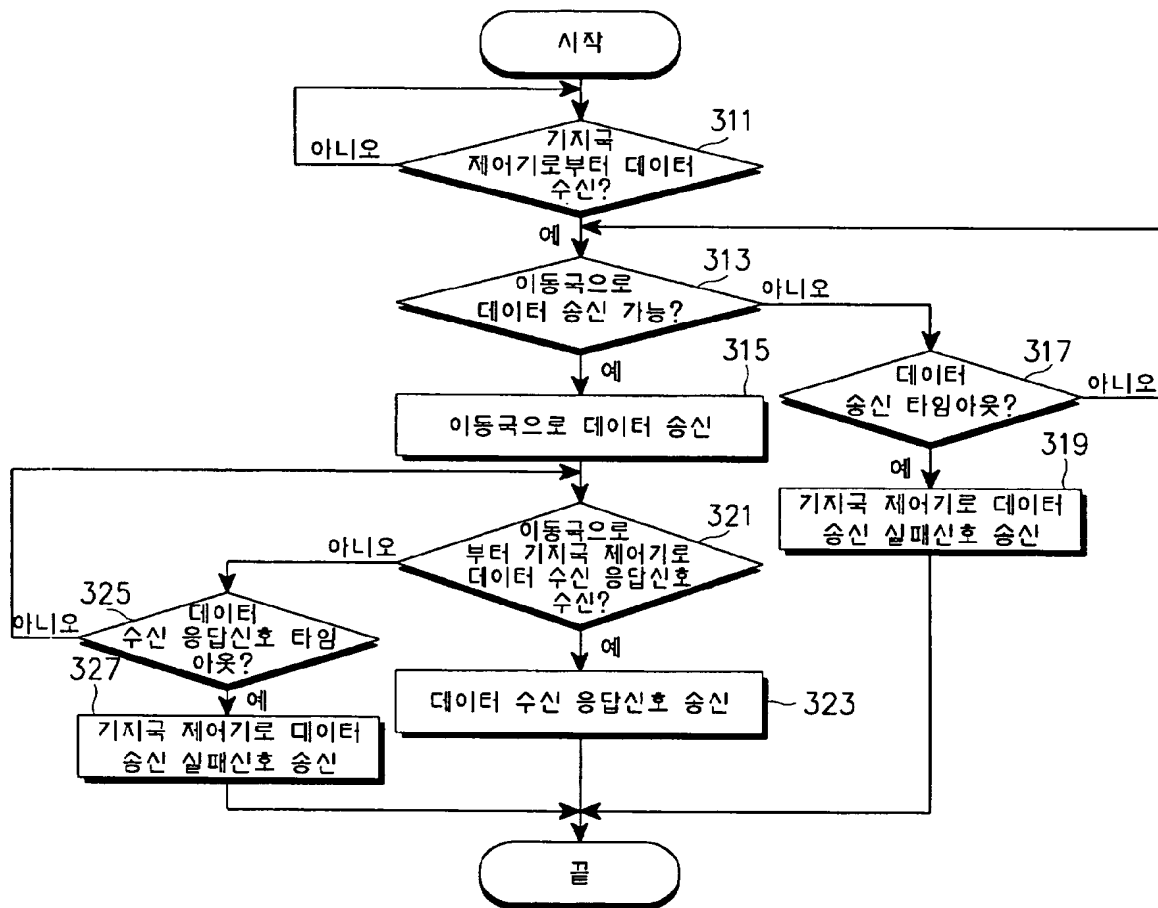 시작
311
아니오
기지국
제어기로부터 데이터
수신?
예
313
이동국으로
데이터 송신 가능?
아니오
예
315
이동국으로 데이터 송신
317
데이터
송신 타임아웃?
아니오
예
319
기지국 제어기로 데이터
송신 실패신호 송신
321
이동국으로
부터 기지국 제어기로
데이터 수신 응답신호
수신?
아니오
예
325
데이터
수신 응답신호 타임
아웃?
아니오
예
323
데이터 수신 응답신호 송신
327
기지국 제어기로 데이터
송신 실패신호 송신
끝